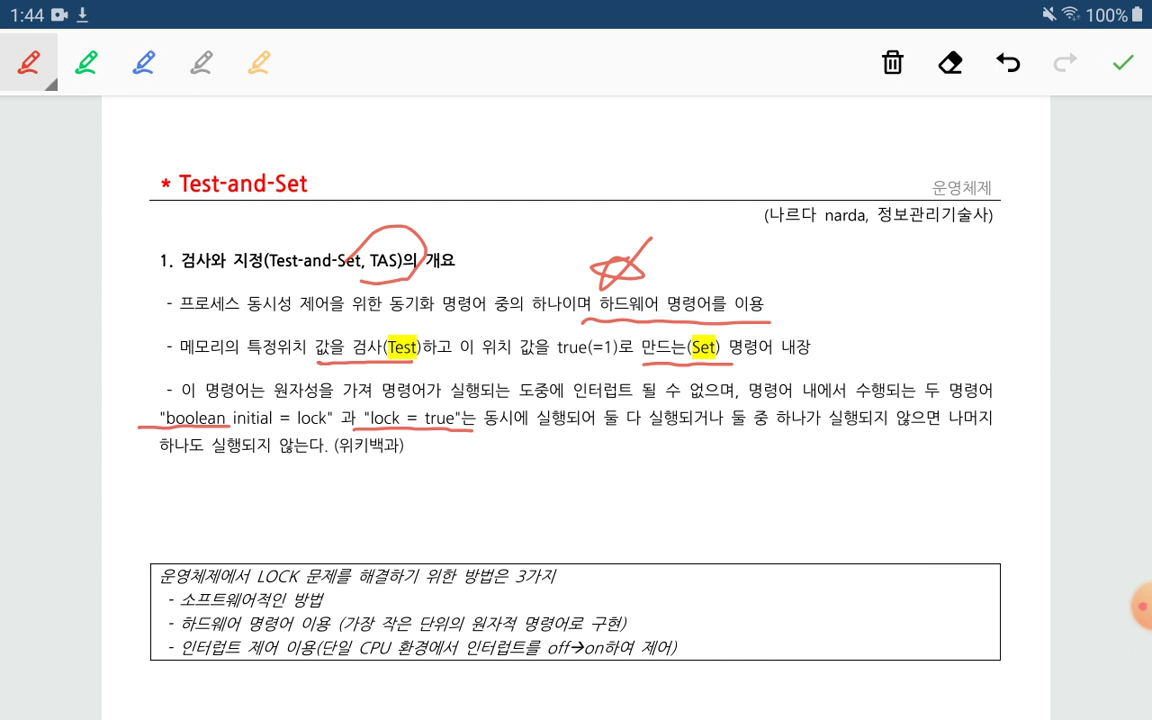 1:44 100%
* Test-and-Set
운영체제
(나르다 narda, 정보관리기술사)
1. 검사와 지정(Test-and-Set, TAS)의 개요
- 프로세스 동시성 제어을 위한 동기화 명령어 중의 하나이며 하드웨어 명령어를 이용
- 메모리의 특정위치 값을 검사(Test)하고 이 위치 값을 true(=1)로 만드는(Set) 명령어 내장
- 이 명령어는 원자성을 가져 명령어가 실행되는 도중에 인터럽트 될 수 없으며, 명령어 내에서 수행되는 두 명령어
"boolean initial = lock" 과 "lock = true"는 동시에 실행되어 둘 다 실행되거나 둘 중 하나가 실행되지 않으면 나머지
하나도 실행되지 않는다. (위키백과)
운영체제에서 LOCK 문제를 해결하기 위한 방법은 3가지
- 소프트웨어적인 방법
- 하드웨어 명령어 이용 (가장 작은 단위의 원자적 명령어로 구현)
- 인터럽트 제어 이용(단일 CPU 환경에서 인터럽트를 off→on하여 제어)